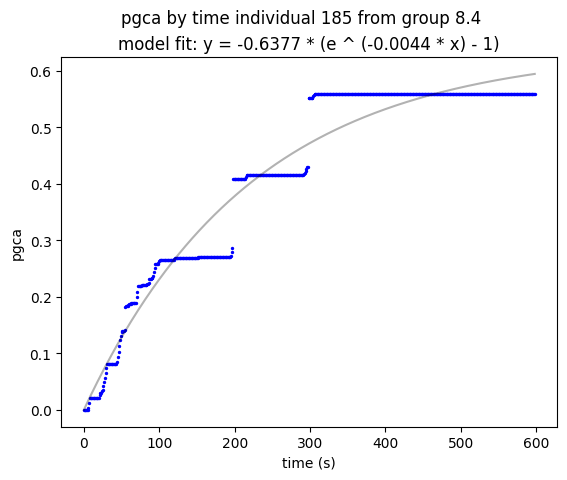 pgca by time individual 185 from group 8.4
model fit: y = -0.6377 * (e ^ (-0.0044 * x) - 1)
0.6
0.5
0.4
0.3
0.2
0.1
0.0
pgca
0 100 200 300 400 500 600
time (s)